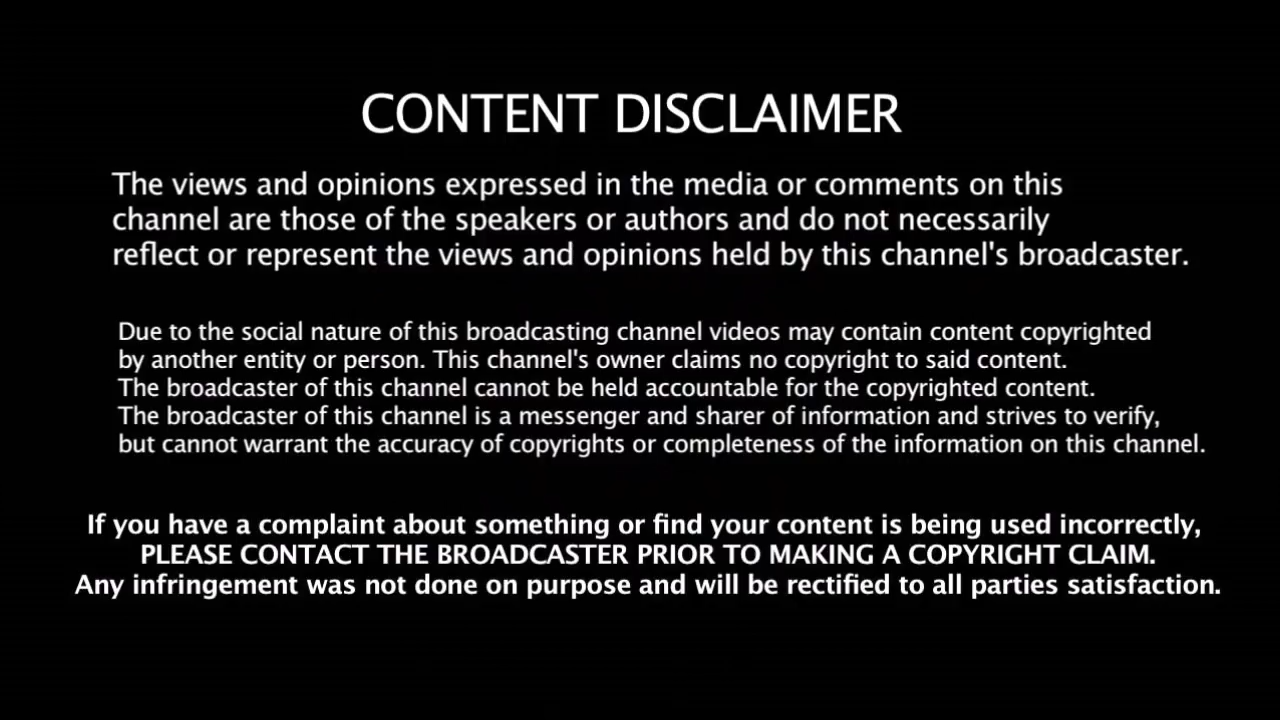 CONTENT DISCLAIMER
The views and opinions expressed in the media or comments on this
channel are those of the speakers or authors and do not necessarily
reflect or represent the views and opinions held by this channel's broadcaster.
Due to the social nature of this broadcasting channel videos may contain content copyrighted
by another entity or person. This channel's owner claims no copyright to said content.
The broadcaster of this channel cannot be held accountable for the copyrighted content.
The broadcaster of this channel is a messenger and sharer of information and strives to verify,
but cannot warrant the accuracy of copyrights or completeness of the information on this channel.
If you have a complaint about something or find your content is being used incorrectly,
PLEASE CONTACT THE BROADCASTER PRIOR TO MAKING A COPYRIGHT CLAIM.
Any infringement was not done on purpose and will be rectified to all parties satisfaction.